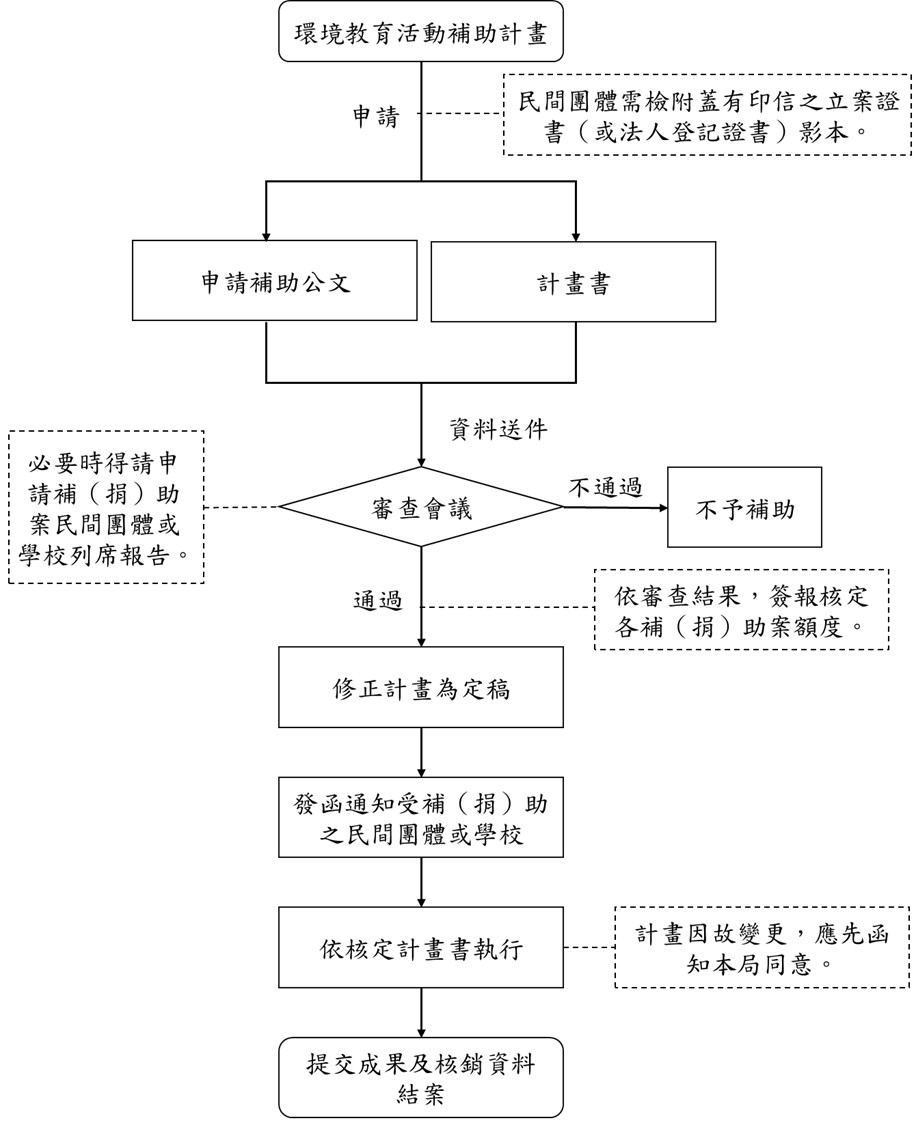 環境教育活動補助計畫
申請
民間團體需檢附蓋有印信之立案證
書（或法人登記證書）影本。
申請補助公文
計畫書
資料送件
必要時得請申
請補（捐）助
案民間團體或
學校列席報告。
審查會議
不通過
不予補助
通過
依審查結果，簽報核定
各補（捐）助案額度。
修正計畫為定稿
發函通知受補（捐）助
之民間團體或學校
依核定計畫書執行
計畫因故變更，應先函
知本局同意。
提交成果及核銷資料
結案